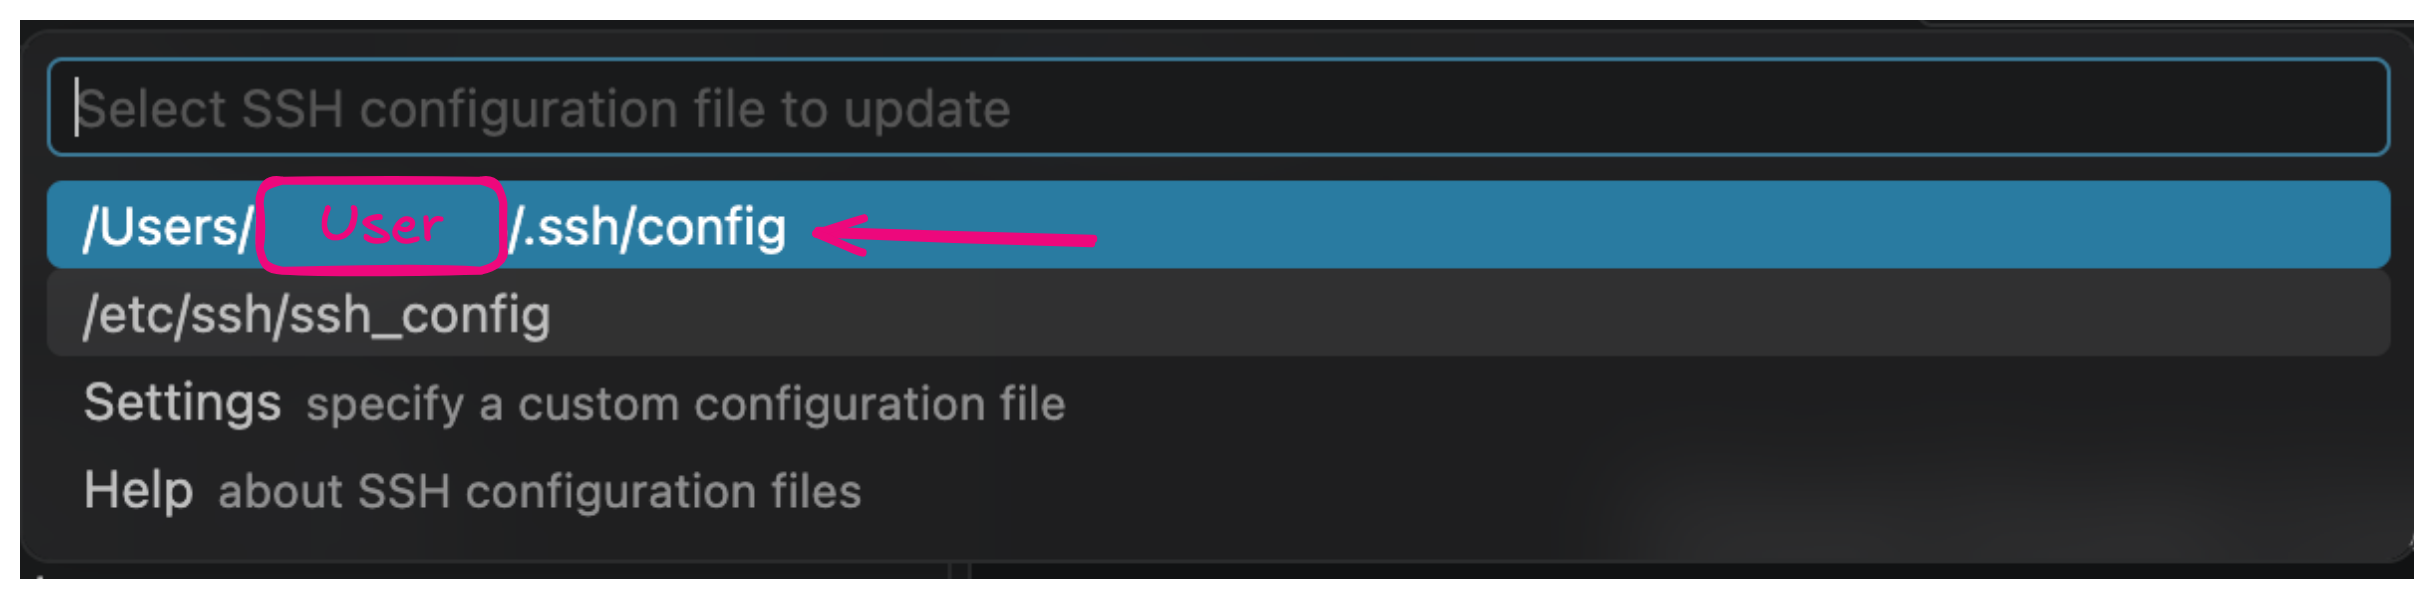 Select SSH configuration file to update
/Users/ User /.ssh/config
/etc/ssh/ssh_config
Settings specify a custom configuration file
Help about SSH configuration files